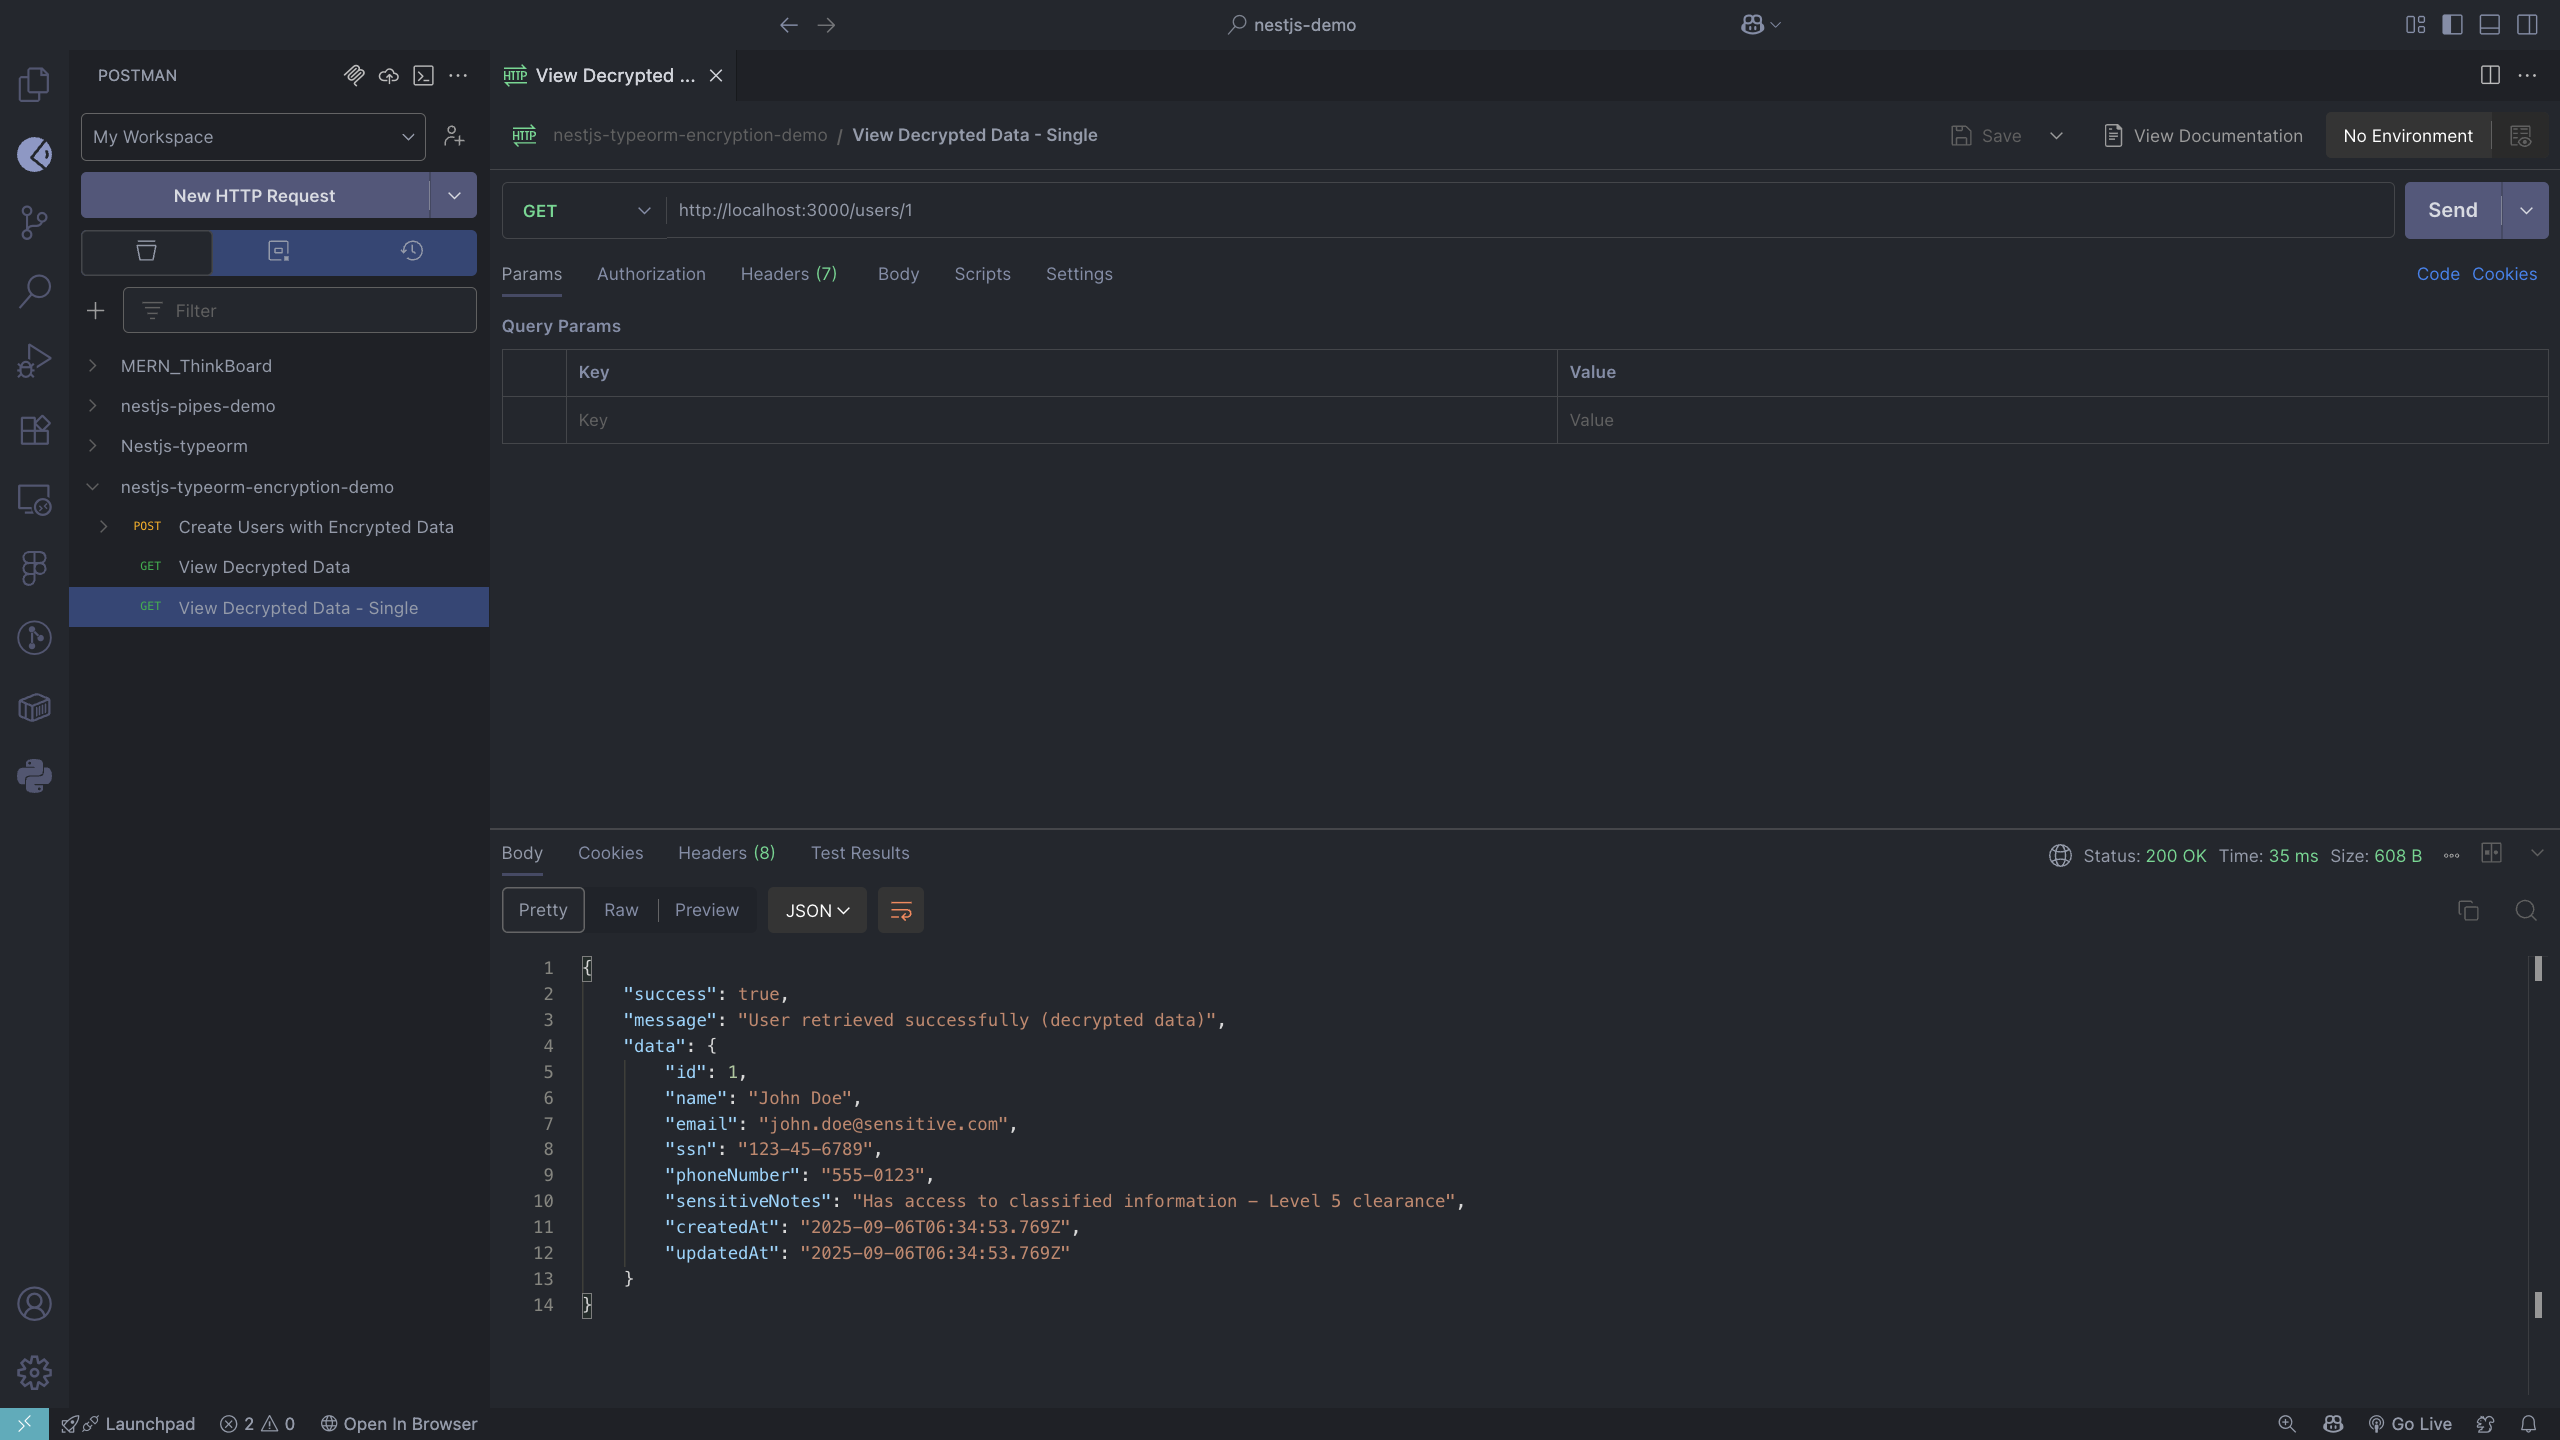 nestjs-demo
POSTMAN
My Workspace
New HTTP Request
Filter
MERN_ThinkBoard
nestjs-pipes-demo
Nestjs-typeorm
nestjs-typeorm-encryption-demo
POST Create Users with Encrypted Data
GET View Decrypted Data
GET View Decrypted Data - Single
HTTP View Decrypted ...
HTTP nestjs-typeorm-encryption-demo / View Decrypted Data - Single
Save
View Documentation
No Environment
GET http://localhost:3000/users/1
Send
Params Authorization Headers (7) Body Scripts Settings
Code Cookies
Query Params
Key Value
Key Value
Body Cookies Headers (8) Test Results
Status: 200 OK Time: 35 ms Size: 608 B
Pretty Raw Preview JSON
1 {
2 "success": true,
3 "message": "User retrieved successfully (decrypted data)",
4 "data": {
5 "id": 1,
6 "name": "John Doe",
7 "email": "john.doe@sensitive.com",
8 "ssn": "123-45-6789",
9 "phoneNumber": "555-0123",
10 "sensitiveNotes": "Has access to classified information - Level 5 clearance",
11 "createdAt": "2025-09-06T06:34:53.769Z",
12 "updatedAt": "2025-09-06T06:34:53.769Z"
13 }
14 }
Launchpad 2 0 Open In Browser
Go Live